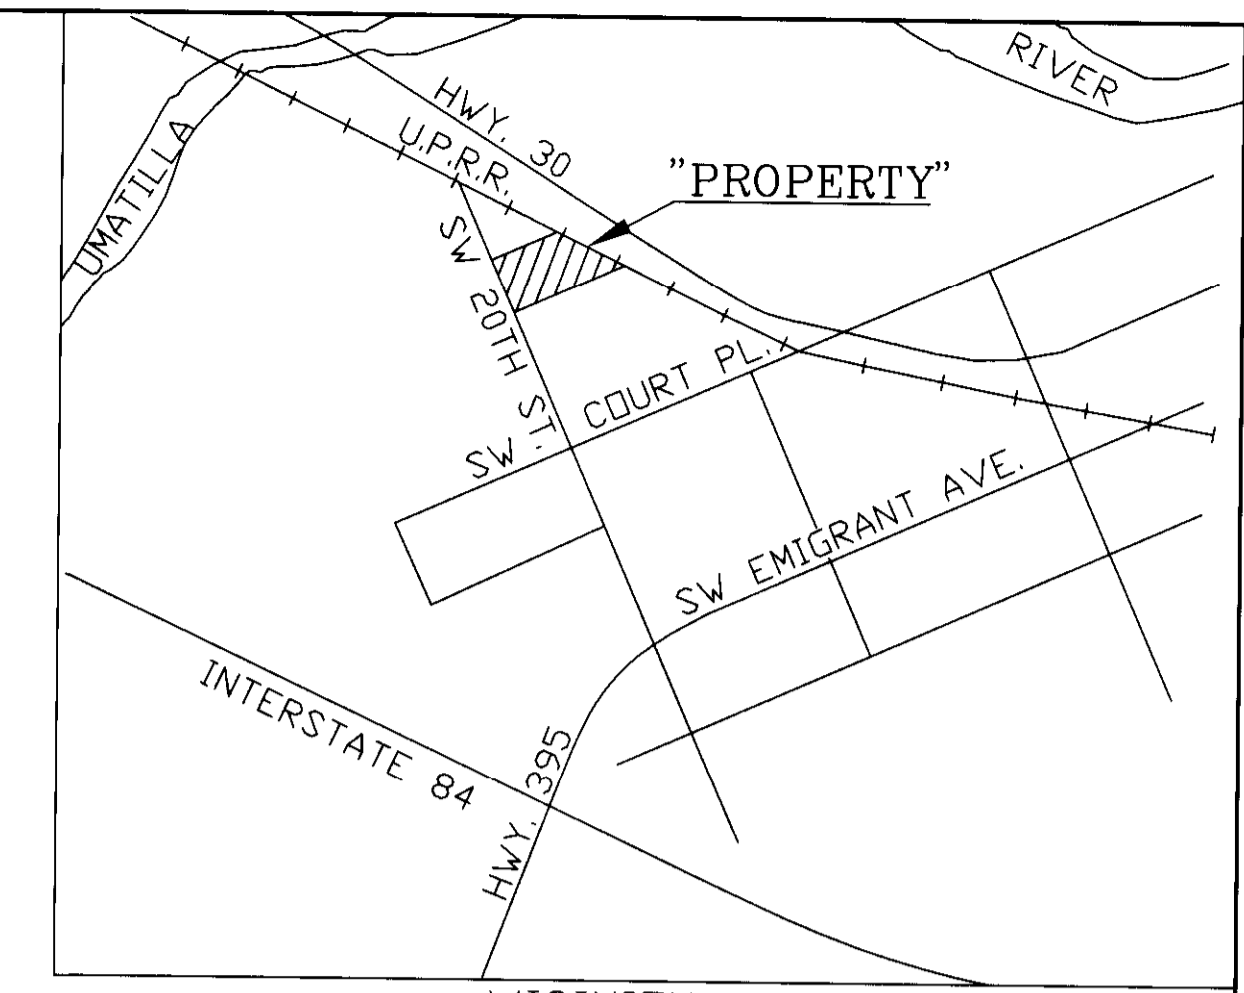 RIVER
HWY. 30
U.P.R.R.
"PROPERTY"
UMATILLA
SW 20TH ST.
SW COURT PL.
SW EMIGRANT AVE.
INTERSTATE 84
HWY. 395